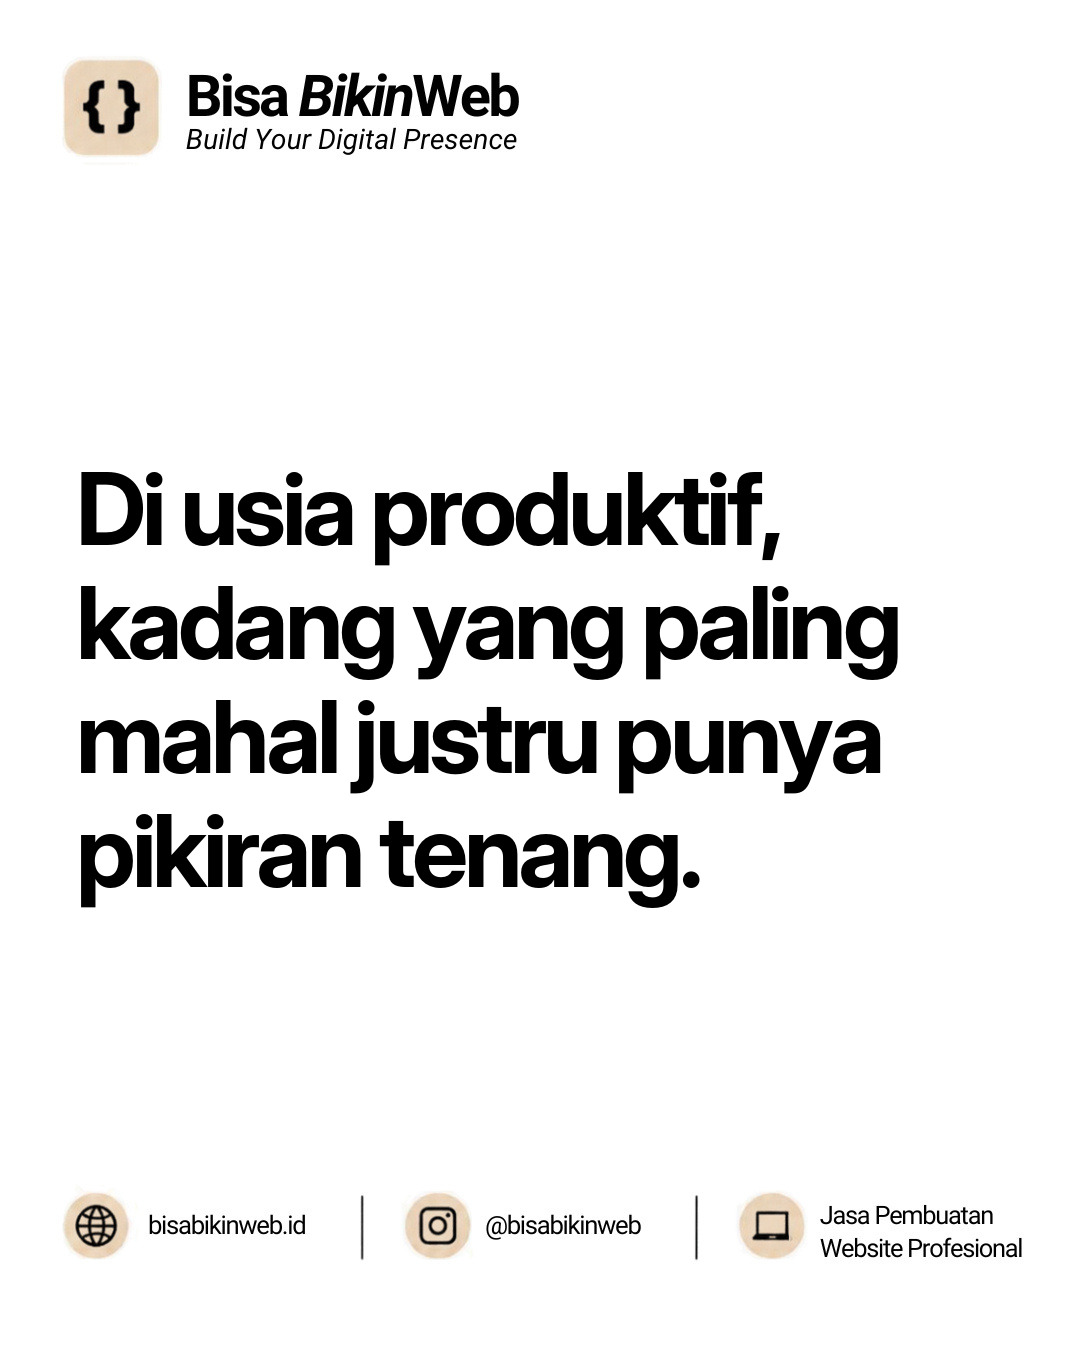 { }
Bisa BikinWeb
Build Your Digital Presence
Di usia produktif,
kadang yang paling
mahal justru punya
pikiran tenang.
bisabikinweb.id
@bisabikinweb
Jasa Pembuatan
Website Profesional